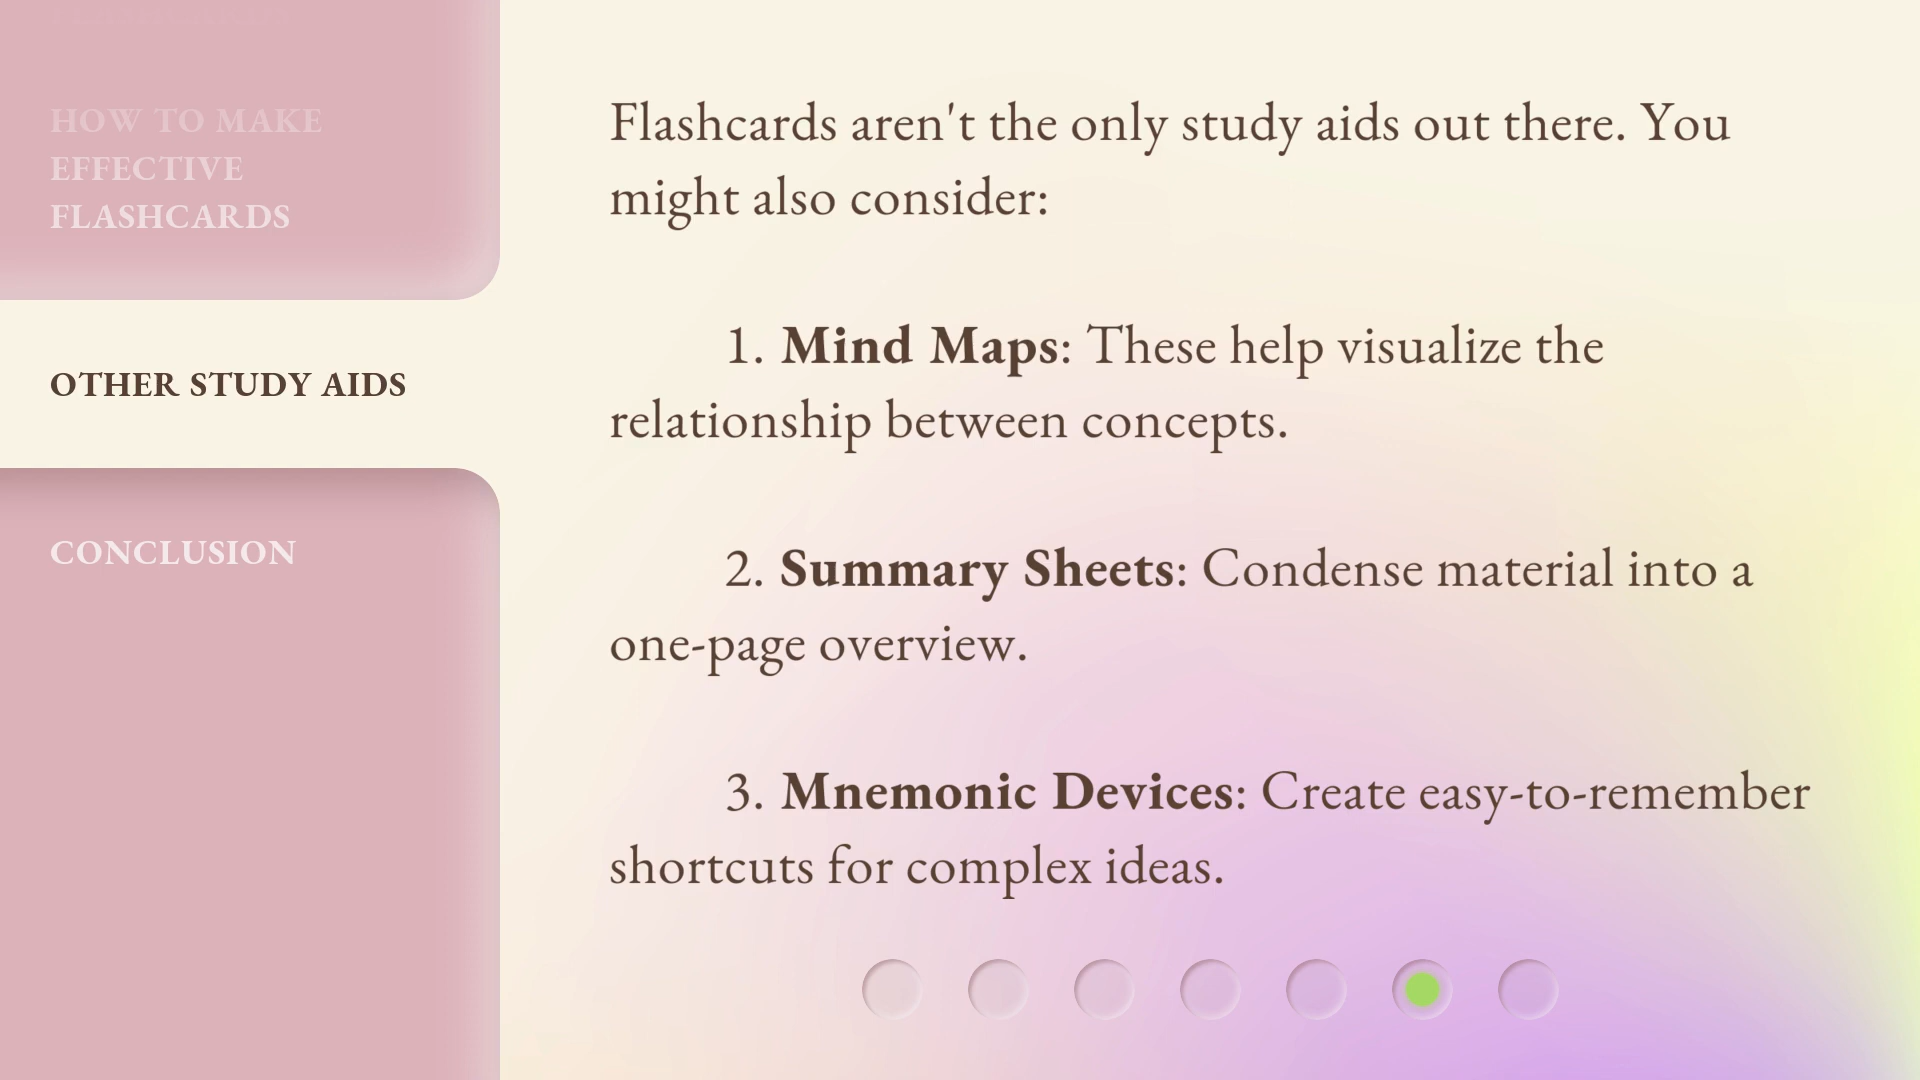 HOW TO MAKE
EFFECTIVE
FLASHCARDS
OTHER STUDY AIDS
CONCLUSION
Flashcards aren't the only study aids out there. You
might also consider:
1. Mind Maps: These help visualize the
relationship between concepts.
2. Summary Sheets: Condense material into a
one-page overview.
3. Mnemonic Devices: Create easy-to-remember
shortcuts for complex ideas.